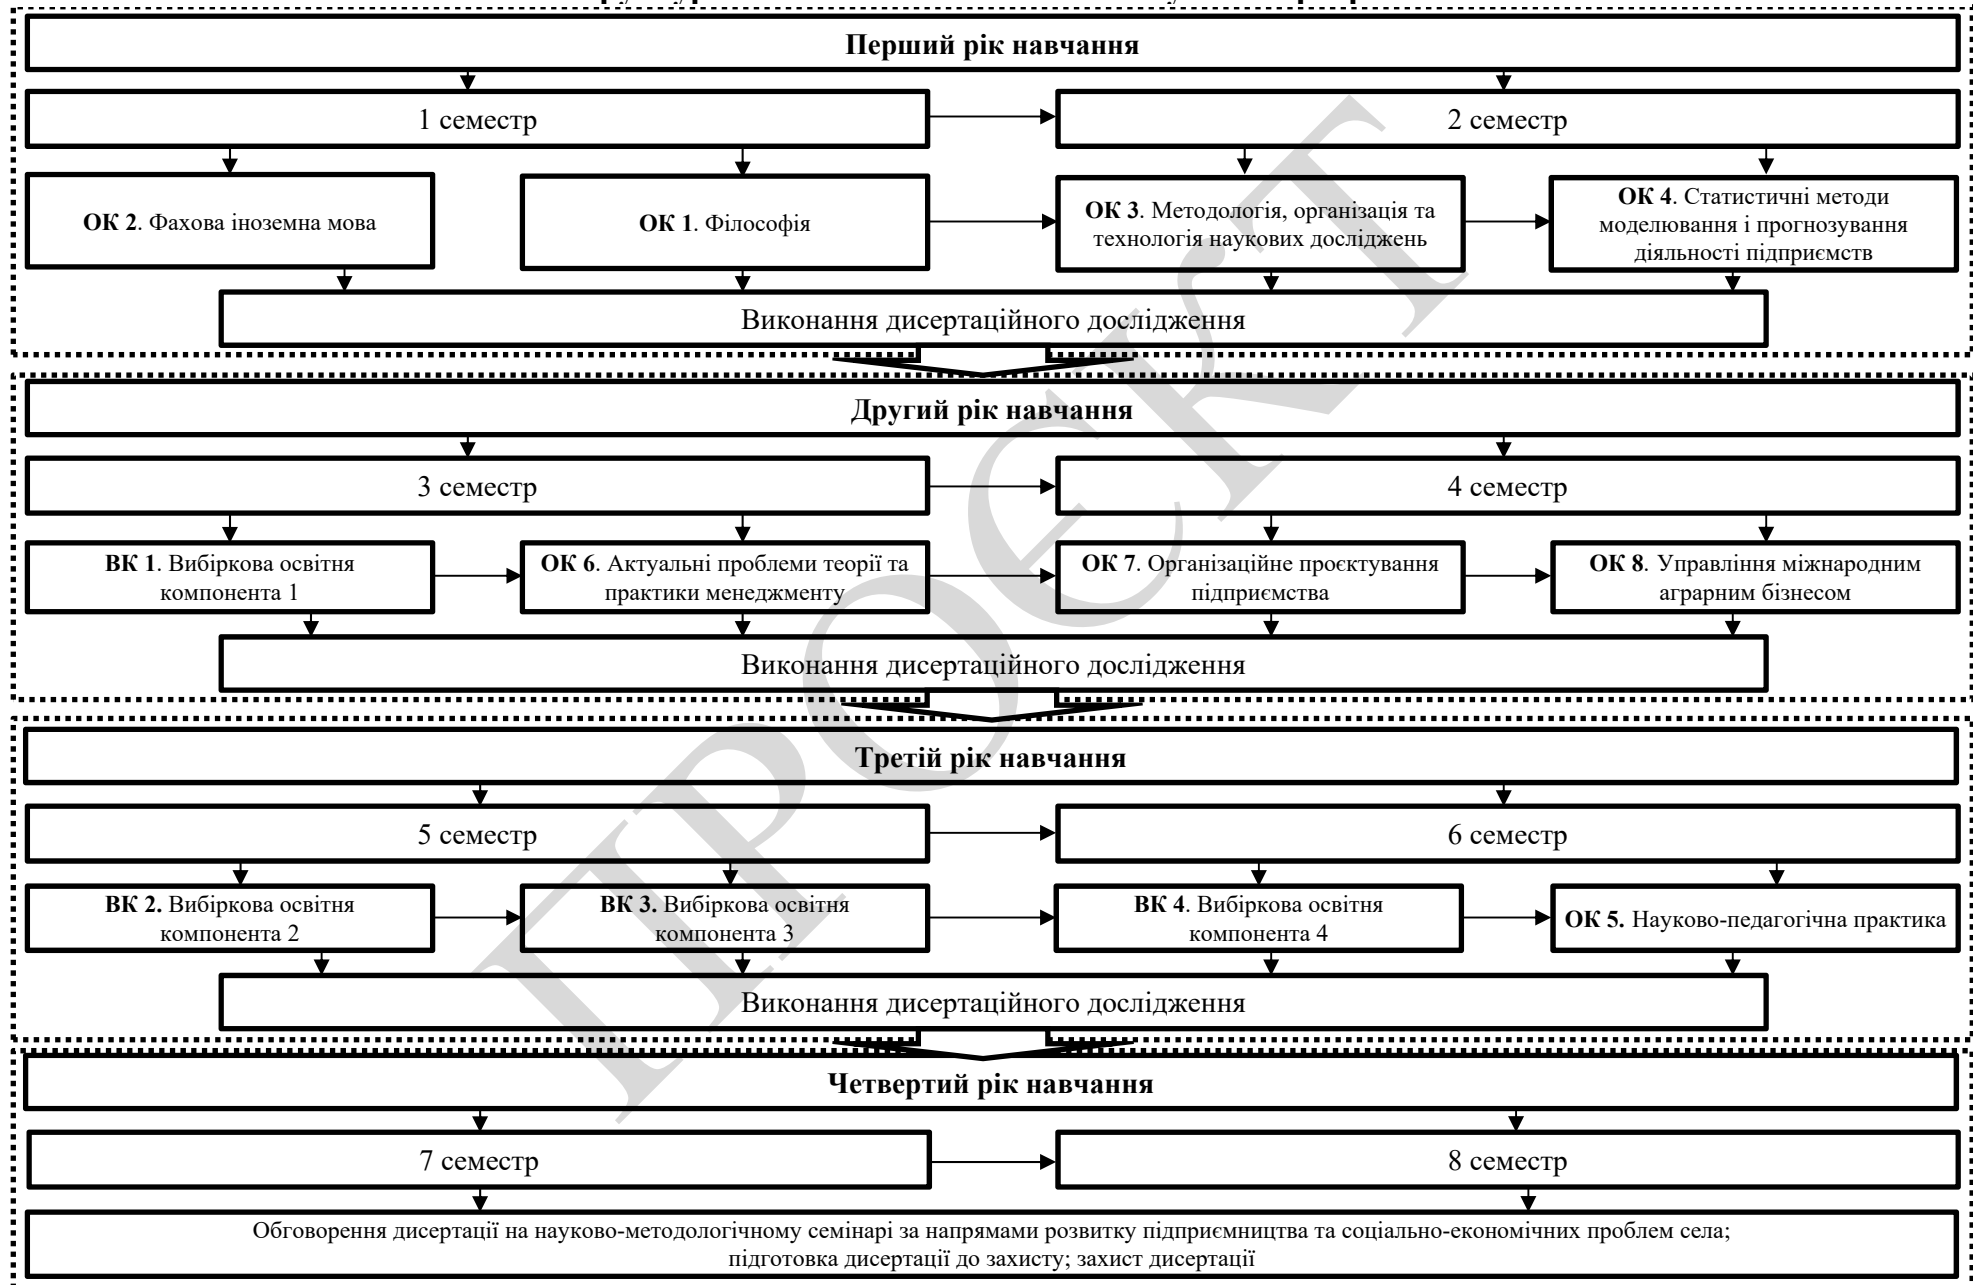 Перший рік навчання
1 семестр
2 семестр
ОК 2. Фахова іноземна мова
ОК 1. Філософія
ОК 3. Методологія, організація та
технологія наукових досліджень
ОК 4. Статистичні методи
моделювання і прогнозування
діяльності підприємств
Виконання дисертаційного дослідження
Другий рік навчання
3 семестр
4 семестр
ВК 1. Вибіркова освітня
компонента 1
ОК 6. Актуальні проблеми теорії та
практики менеджменту
ОК 7. Організаційне проєктування
підприємства
ОК 8. Управління міжнародним
аграрним бізнесом
Виконання дисертаційного дослідження
Третій рік навчання
5 семестр
6 семестр
ВК 2. Вибіркова освітня
компонента 2
ВК 3. Вибіркова освітня
компонента 3
ВК 4. Вибіркова освітня
компонента 4
ОК 5. Науково-педагогічна практика
Виконання дисертаційного дослідження
Четвертий рік навчання
7 семестр
8 семестр
Обговорення дисертації на науково-методологічному семінарі за напрямами розвитку підприємництва та соціально-економічних проблем села;
підготовка дисертації до захисту; захист дисертації
ПРОЄКТ